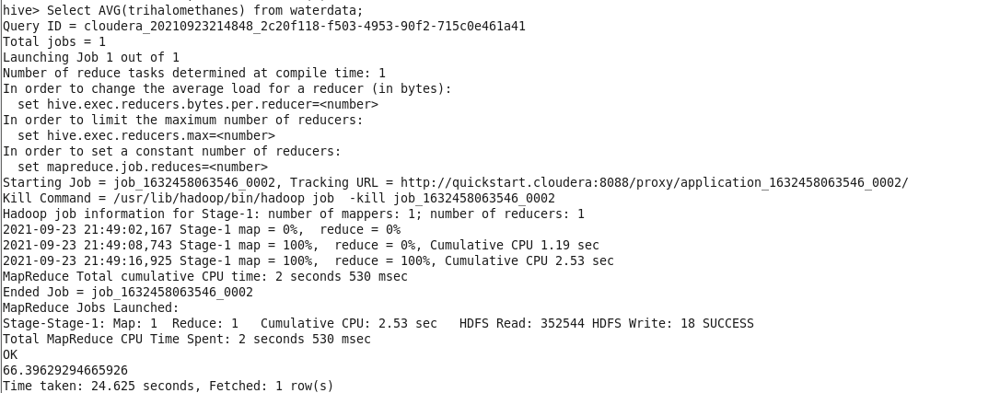 hive> Select AVG(trihalomethanes) from waterdata;
Query ID = cloudera_20210923214848_2c20f118-f503-4953-90f2-715c0e461a41
Total jobs = 1
Launching Job 1 out of 1
Number of reduce tasks determined at compile time: 1
In order to change the average load for a reducer (in bytes):
  set hive.exec.reducers.bytes.per.reducer=<number>
In order to limit the maximum number of reducers:
  set hive.exec.reducers.max=<number>
In order to set a constant number of reducers:
  set mapreduce.job.reduces=<number>
Starting Job = job_1632458063546_0002, Tracking URL = http://quickstart.cloudera:8088/proxy/application_1632458063546_0002/
Kill Command = /usr/lib/hadoop/bin/hadoop job  -kill job_1632458063546_0002
Hadoop job information for Stage-1: number of mappers: 1; number of reducers: 1
2021-09-23 21:49:02,167 Stage-1 map = 0%,  reduce = 0%
2021-09-23 21:49:08,743 Stage-1 map = 100%,  reduce = 0%, Cumulative CPU 1.19 sec
2021-09-23 21:49:16,925 Stage-1 map = 100%,  reduce = 100%, Cumulative CPU 2.53 sec
MapReduce Total cumulative CPU time: 2 seconds 530 msec
Ended Job = job_1632458063546_0002
MapReduce Jobs Launched:
Stage-Stage-1: Map: 1  Reduce: 1   Cumulative CPU: 2.53 sec   HDFS Read: 352544 HDFS Write: 18 SUCCESS
Total MapReduce CPU Time Spent: 2 seconds 530 msec
OK
66.39629294665926
Time taken: 24.625 seconds, Fetched: 1 row(s)